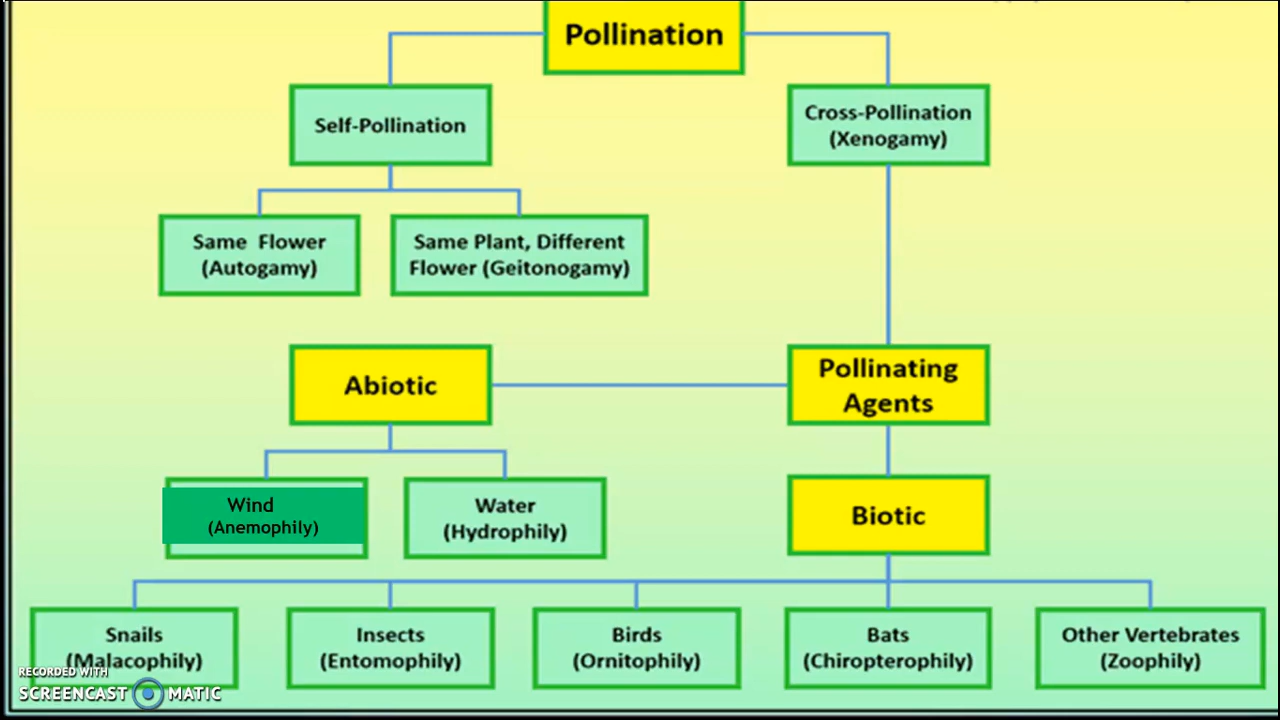 Pollination
Self-Pollination
Cross-Pollination
(Xenogamy)
Same Flower
(Autogamy)
Same Plant, Different
Flower (Geitonogamy)
Abiotic
Pollinating
Agents
Wind
(Anemophily)
Water
(Hydrophily)
Biotic
Snails
(Malacophily)
Insects
(Entomophily)
Birds
(Ornitophily)
Bats
(Chiropterophily)
Other Vertebrates
(Zoophily)
RECORDED WITH
SCREENCAST MATIC